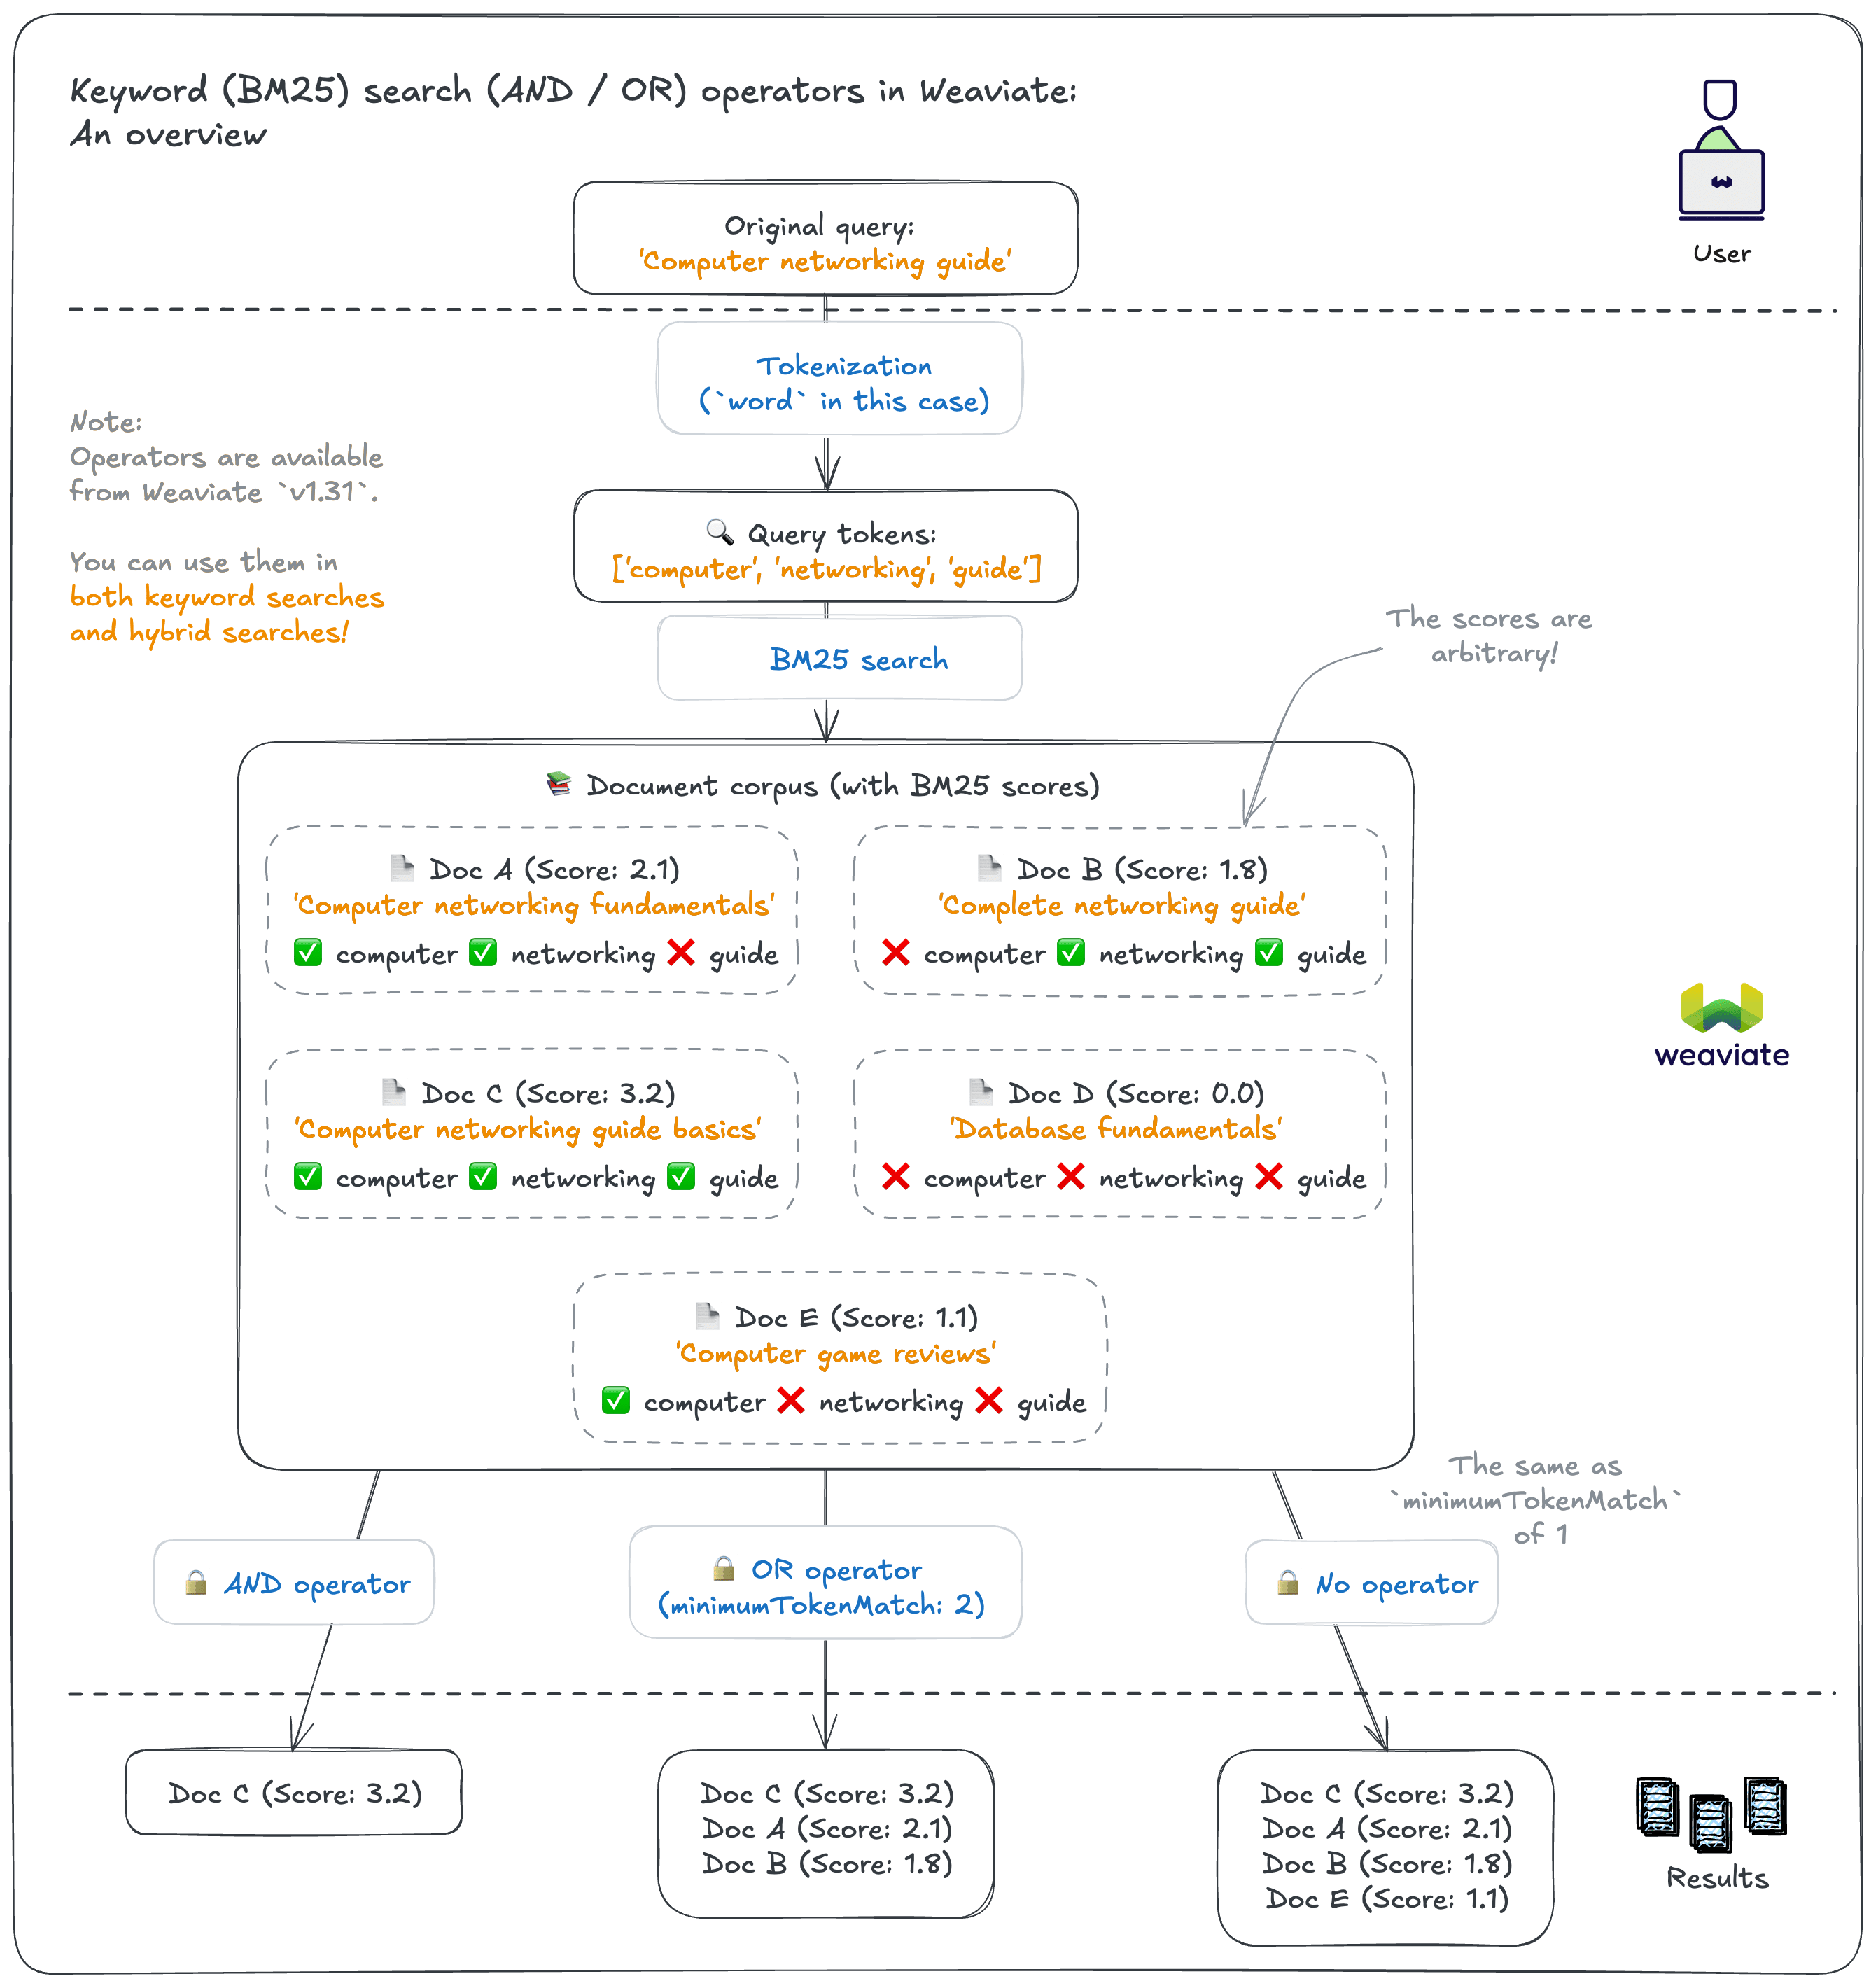 Keyword (BM25) search (AND / OR) operators in Weaviate:
An overview
User
Original query:
'Computer networking guide'
Tokenization
(`word` in this case)
Note:
Operators are available
from Weaviate `v1.31`.
You can use them in
both keyword searches
and hybrid searches!
🔍 Query tokens:
['computer', 'networking', 'guide']
BM25 search
The scores are
arbitrary!
📚 Document corpus (with BM25 scores)
📄 Doc A (Score: 2.1)
'Computer networking fundamentals'
✅ computer ✅ networking ❌ guide
📄 Doc B (Score: 1.8)
'Complete networking guide'
❌ computer ✅ networking ✅ guide
📄 Doc C (Score: 3.2)
'Computer networking guide basics'
✅ computer ✅ networking ✅ guide
📄 Doc D (Score: 0.0)
'Database fundamentals'
❌ computer ❌ networking ❌ guide
📄 Doc E (Score: 1.1)
'Computer game reviews'
✅ computer ❌ networking ❌ guide
weaviate
The same as
`minimumTokenMatch`
of 1
🔒 AND operator
🔒 OR operator
(minimumTokenMatch: 2)
🔒 No operator
Doc C (Score: 3.2)
Doc C (Score: 3.2)
Doc A (Score: 2.1)
Doc B (Score: 1.8)
Doc C (Score: 3.2)
Doc A (Score: 2.1)
Doc B (Score: 1.8)
Doc E (Score: 1.1)
Results